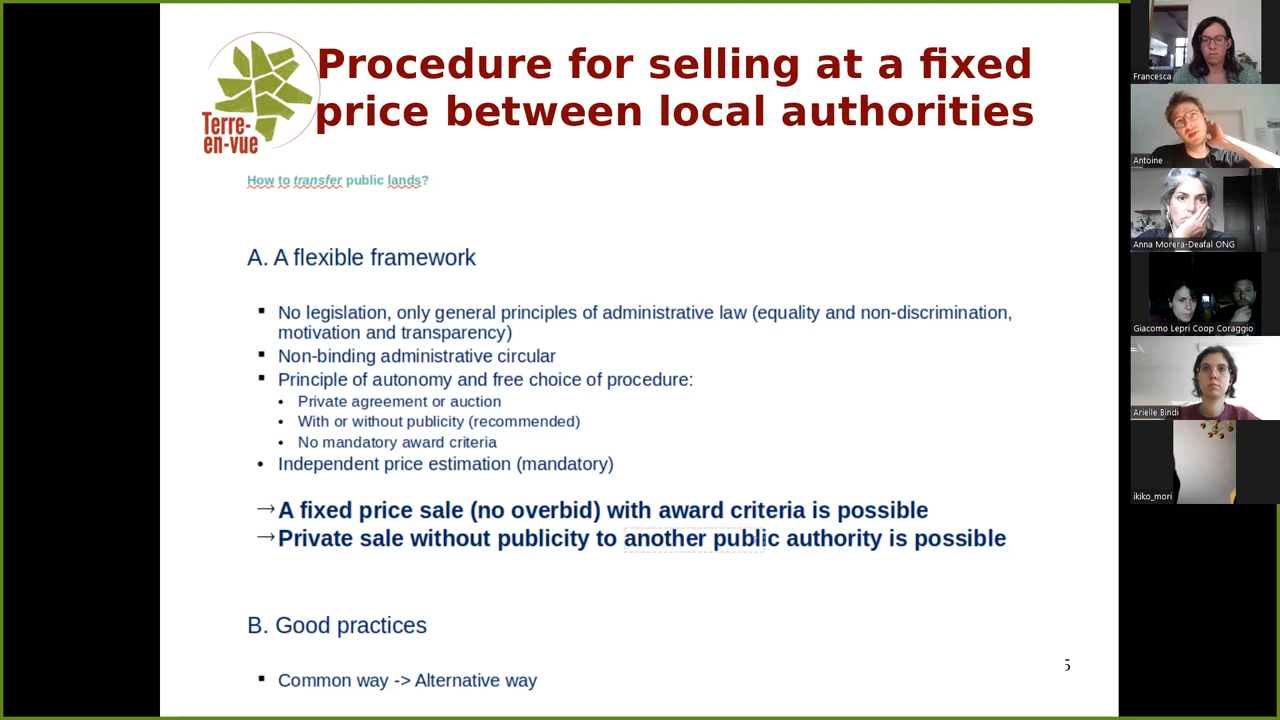 Procedure for selling at a fixed
price between local authorities
Terre-
en-vue
How to transfer public lands?
A. A flexible framework
▪ No legislation, only general principles of administrative law (equality and non-discrimination,
motivation and transparency)
▪ Non-binding administrative circular
▪ Principle of autonomy and free choice of procedure:
• Private agreement or auction
• With or without publicity (recommended)
• No mandatory award criteria
• Independent price estimation (mandatory)
→A fixed price sale (no overbid) with award criteria is possible
→Private sale without publicity to another public authority is possible
B. Good practices
▪ Common way -> Alternative way
5
Francesca
Antoine
Anna Morera-Deafal ONG
Giacomo Lepri Coop Coraggio
Arielle Bindi
ikiko_mori